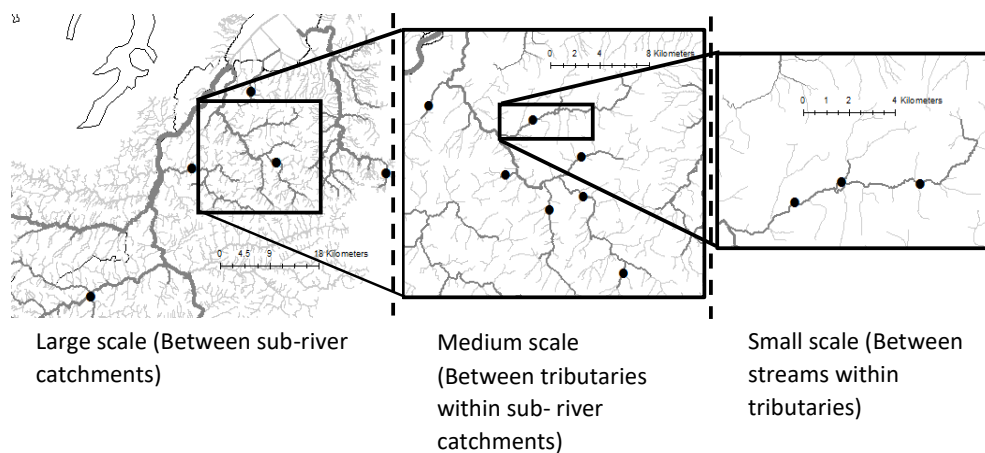 0 4.5 9 18 Kilometers
Large scale (Between sub-river
catchments)
0 2 4 8 Kilometers
Medium scale
(Between tributaries
within sub- river
catchments)
0 1 2 4 Kilometers
Small scale (Between
streams within
tributaries)